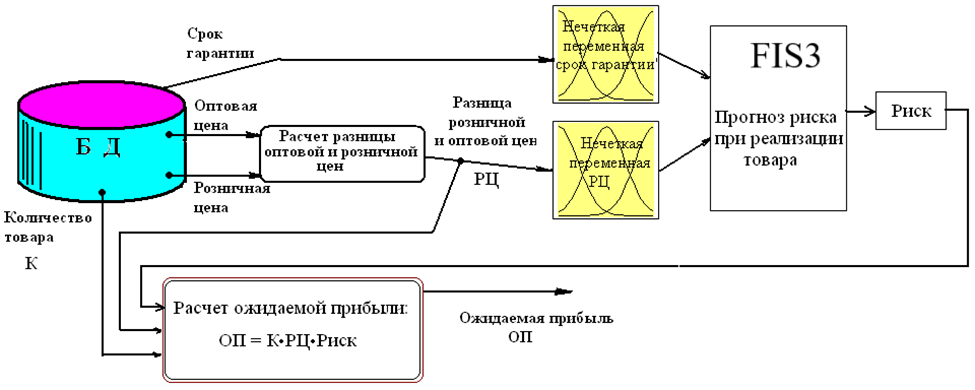 Срок
гарантии
Нечеткая
переменная
срок гарантии
FIS3
Прогноз риска
при реализации
товара
Риск
Б Д
Оптовая
цена
Расчет разницы
оптовой и розничной
цен
Разница
розничной
и оптовой цен
РЦ
Нечеткая
переменная
РЦ
Розничная
цена
Количество
товара
К
Расчет ожидаемой прибыли:
ОП = К•РЦ•Риск
Ожидаемая прибыль
ОП